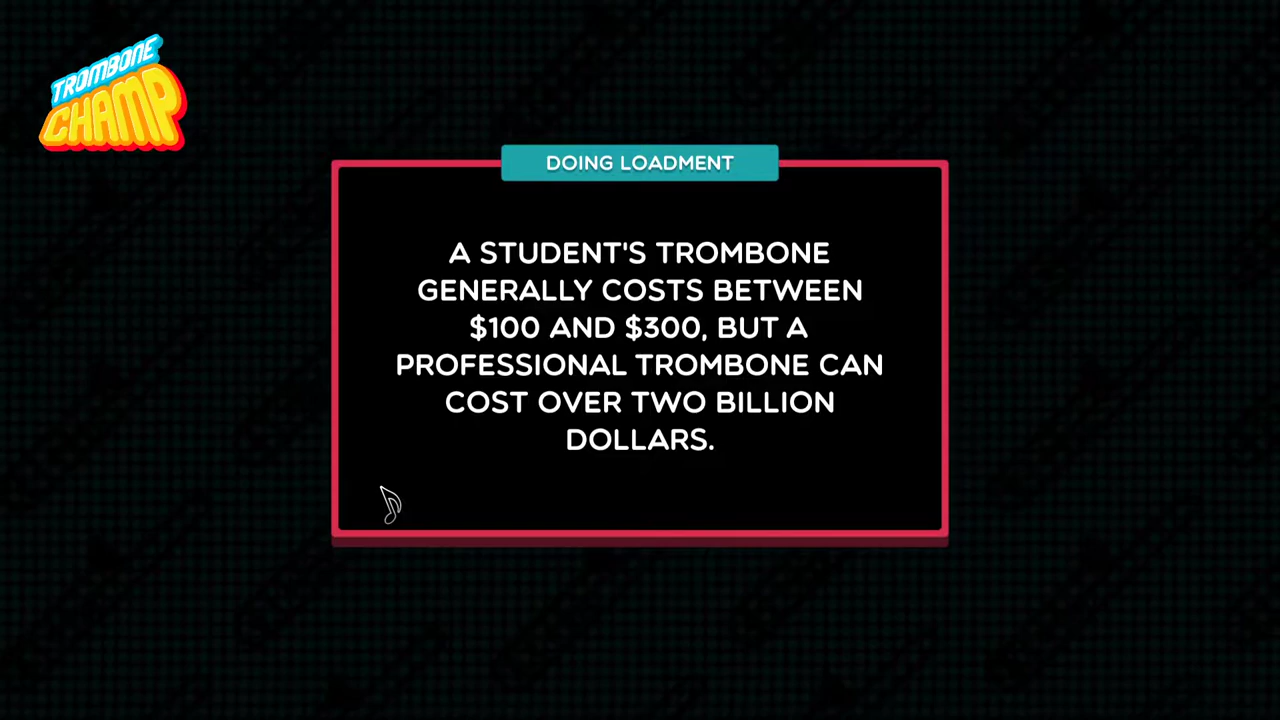 TROMBONE
CHAMP
DOING LOADMENT
A STUDENT'S TROMBONE
GENERALLY COSTS BETWEEN
$100 AND $300, BUT A
PROFESSIONAL TROMBONE CAN
COST OVER TWO BILLION
DOLLARS.